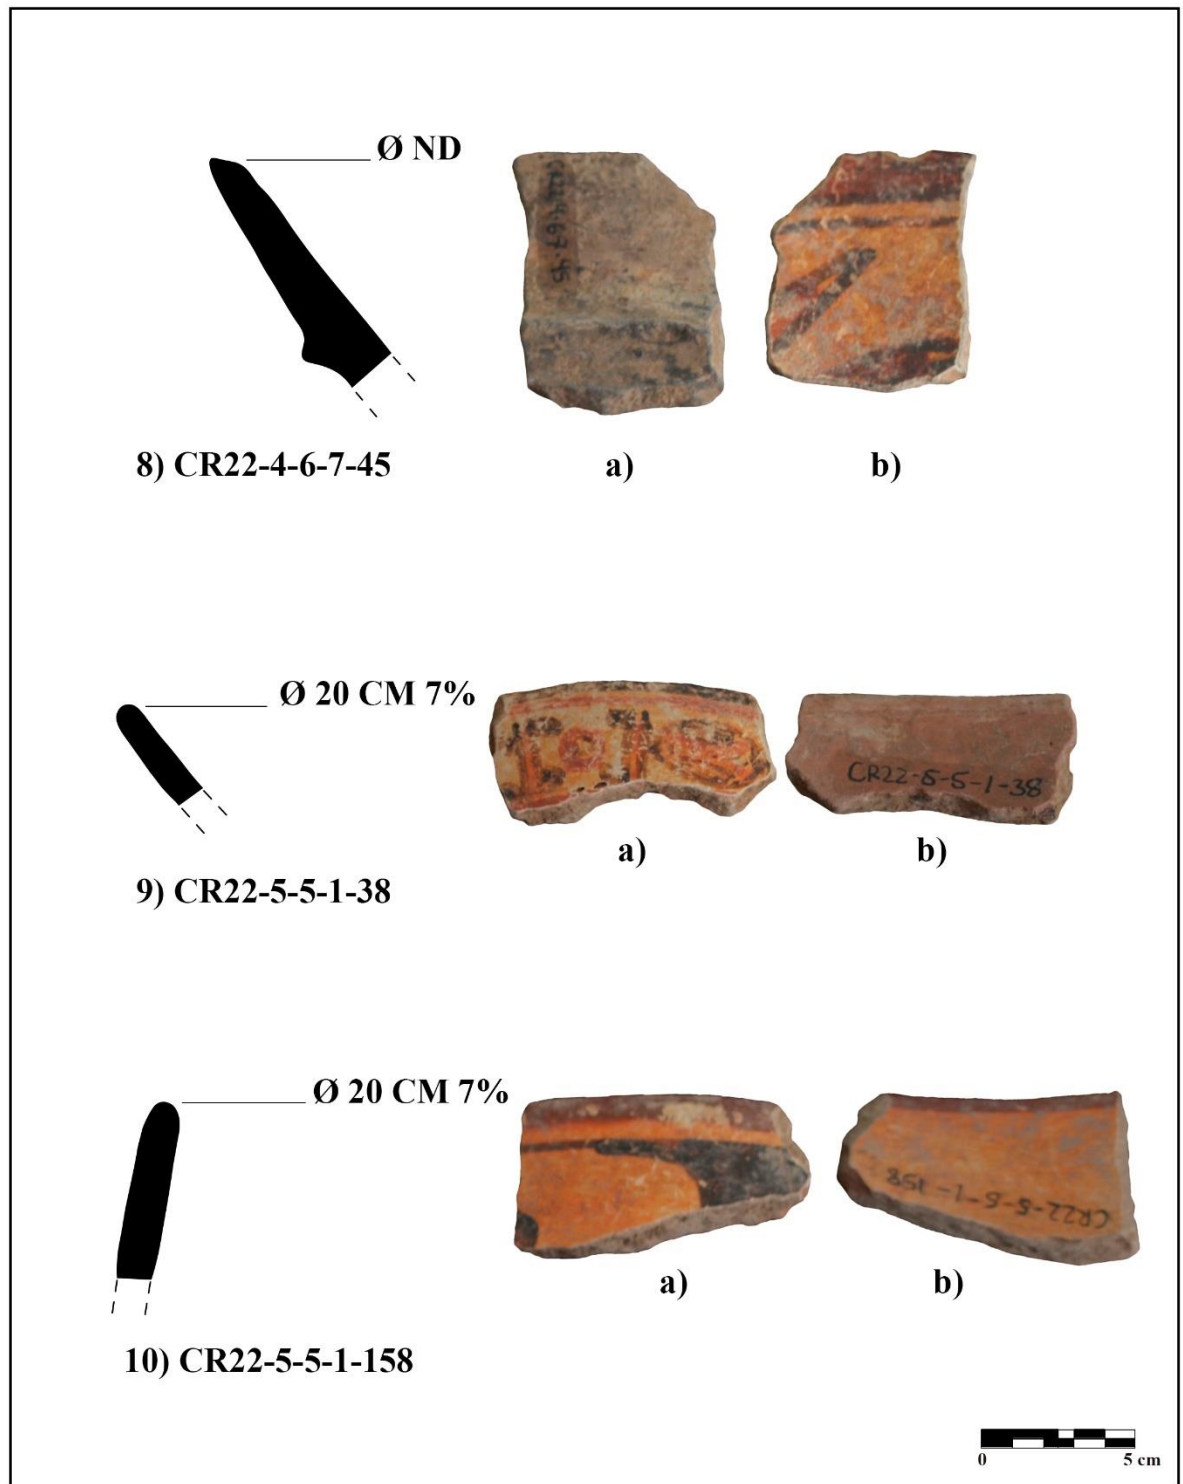 Ø ND
8) CR22-4-6-7-45
a)
b)
Ø 20 CM 7%
CR22-5-5-1-38
a)
b)
9) CR22-5-5-1-38
Ø 20 CM 7%
CR22-5-5-1-158
a)
b)
10) CR22-5-5-1-158
0
5 cm